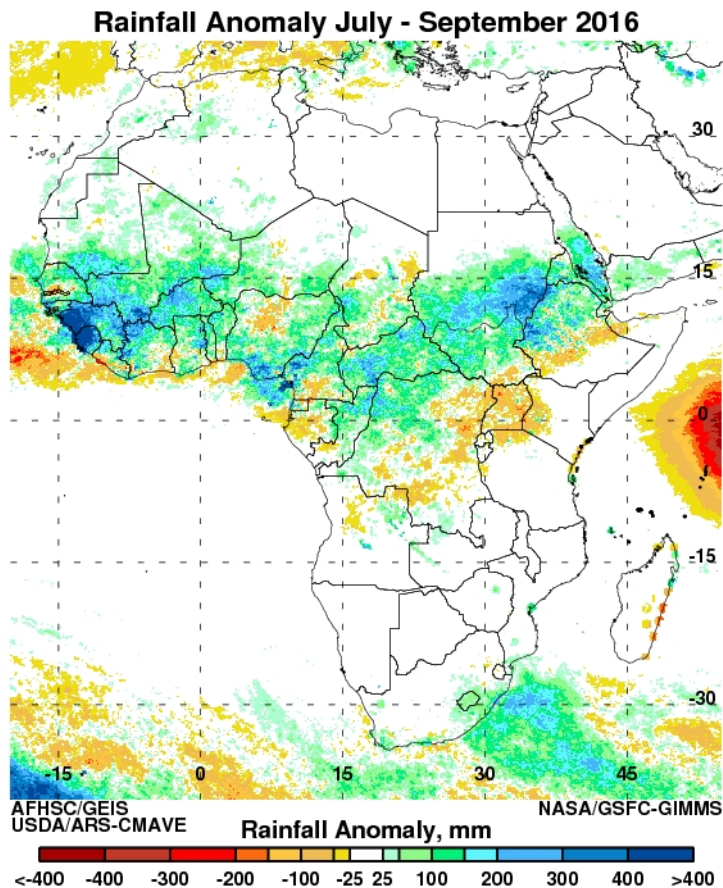 Rainfall Anomaly July - September 2016
30
15
0
-15
-30
-15 0 15 30 45
AFHSC/GEIS NASA/GSFC-GIMMS
USDA/ARS-CMAVE
Rainfall Anomaly, mm
<-400 -400 -300 -200 -100 -25 25 100 200 300 400 >400